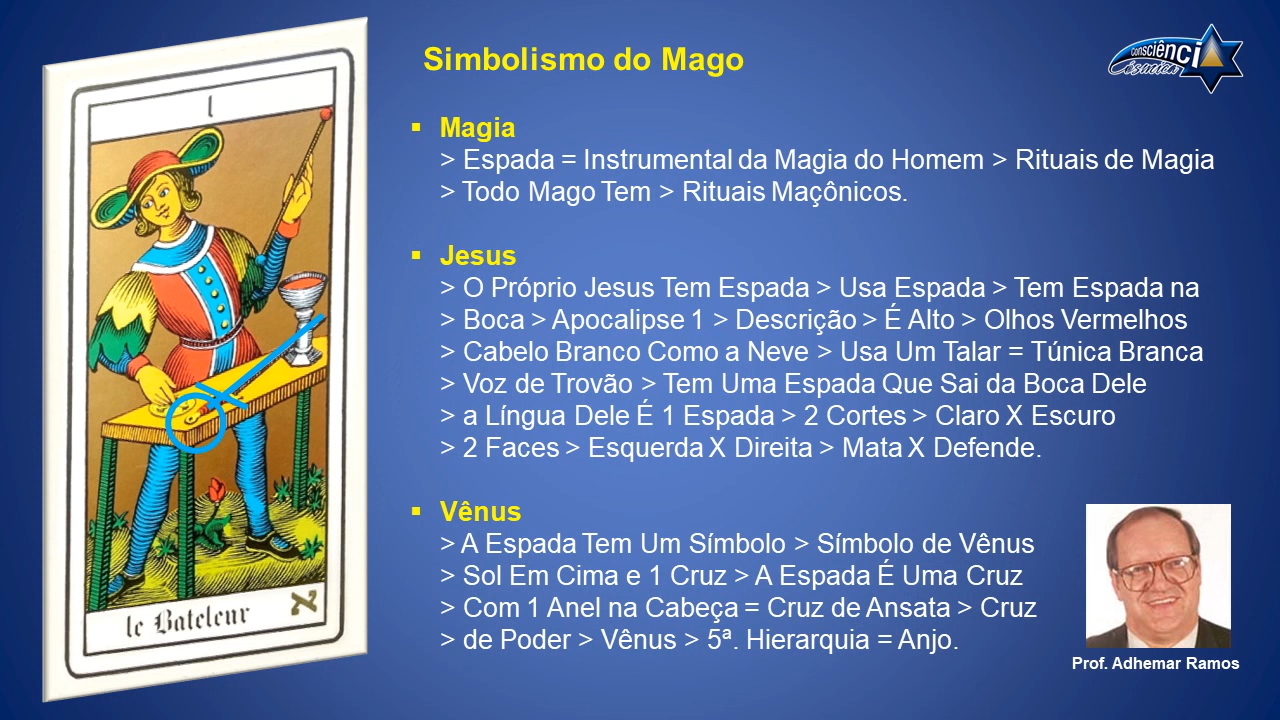 Simbolismo do Mago
consciênci
Cósmica
I
▪ Magia
> Espada = Instrumental da Magia do Homem > Rituais de Magia
> Todo Mago Tem > Rituais Maçônicos.
▪ Jesus
> O Próprio Jesus Tem Espada > Usa Espada > Tem Espada na
> Boca > Apocalipse 1 > Descrição > É Alto > Olhos Vermelhos
> Cabelo Branco Como a Neve > Usa Um Talar = Túnica Branca
> Voz de Trovão > Tem Uma Espada Que Sai da Boca Dele
> a Língua Dele É 1 Espada > 2 Cortes > Claro X Escuro
> 2 Faces > Esquerda X Direita > Mata X Defende.
▪ Vênus
> A Espada Tem Um Símbolo > Símbolo de Vênus
> Sol Em Cima e 1 Cruz > A Espada É Uma Cruz
> Com 1 Anel na Cabeça = Cruz de Ansata > Cruz
> de Poder > Vênus > 5ª. Hierarquia = Anjo.
le Bateleur א
Prof. Adhemar Ramos